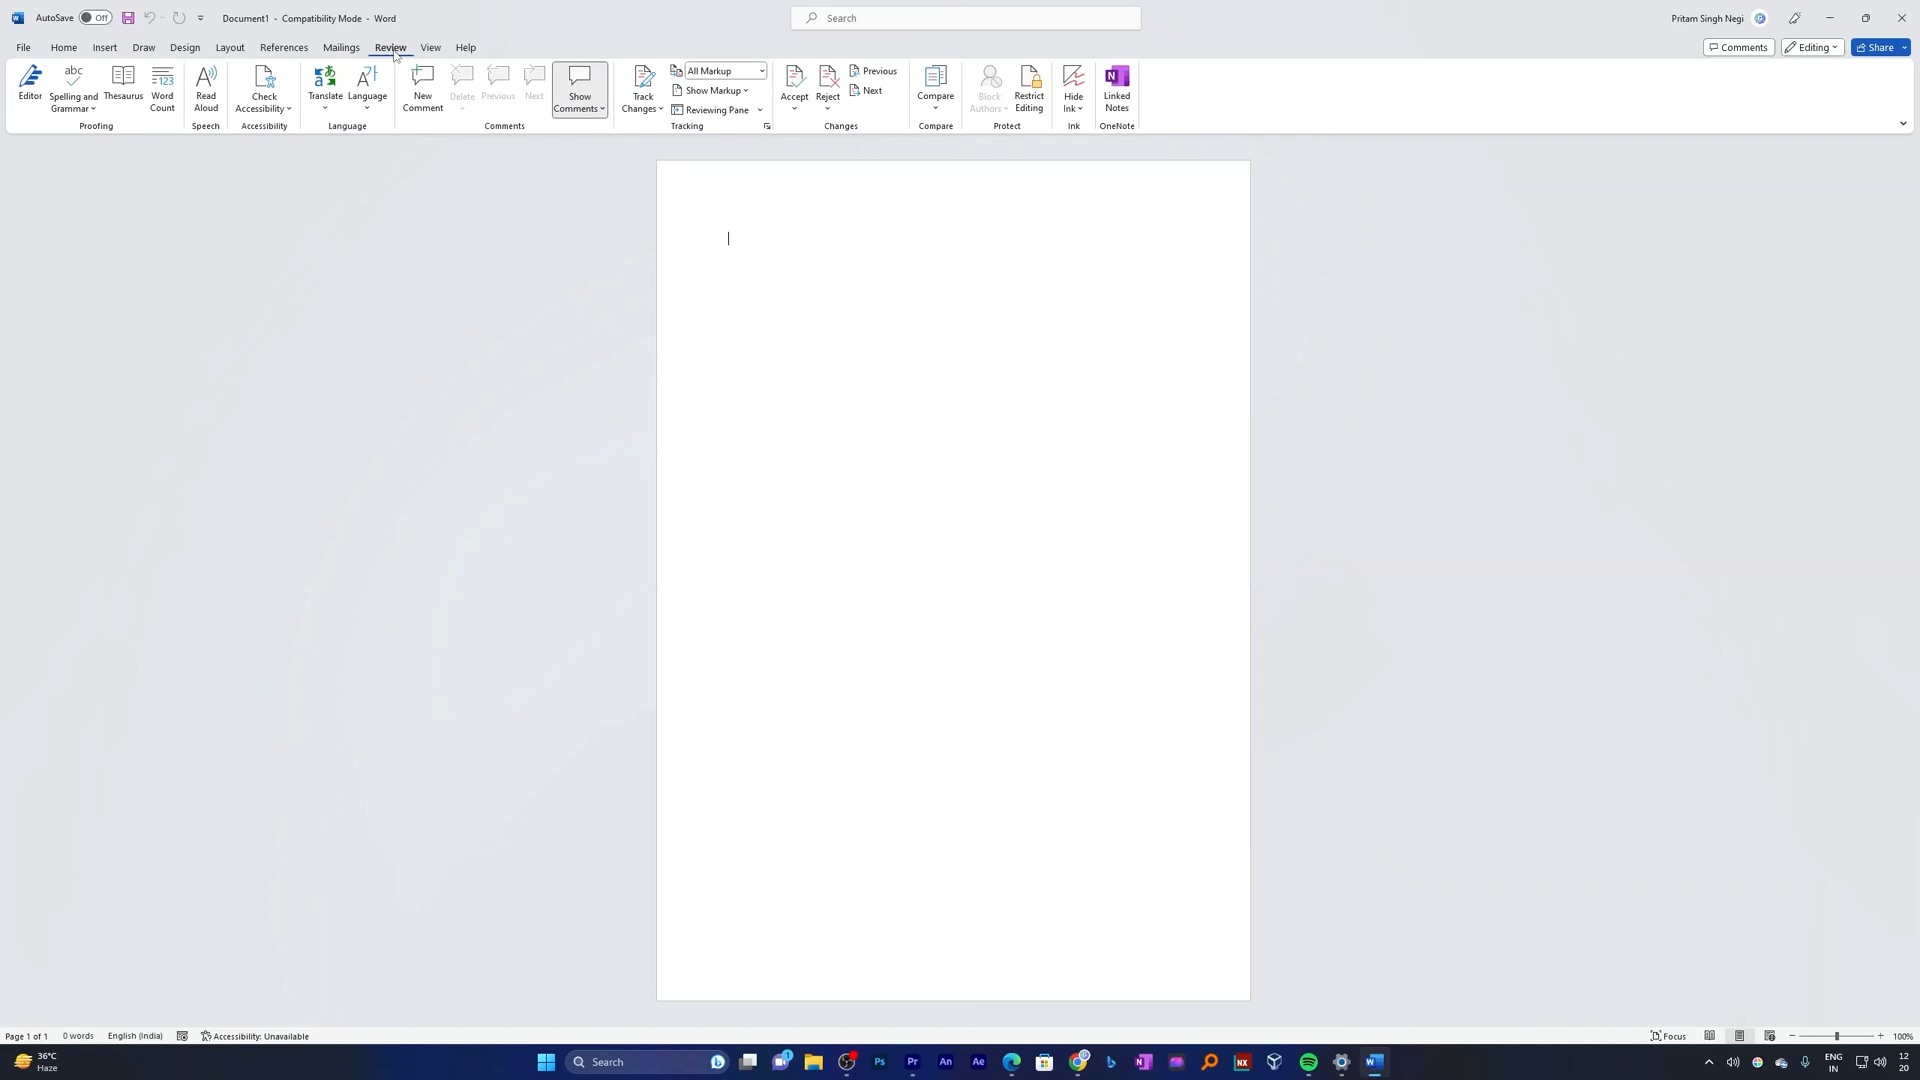 AutoSave Off Document1 - Compatibility Mode - Word Search Pritam Singh Negi
File Home Insert Draw Design Layout References Mailings Review View Help Comments Editing Share
Editor
Spelling and
Grammar
Thesaurus
Word
Count
Proofing
Read
Aloud
Speech
Check
Accessibility
Accessibility
Translate
Language
Language
New
Comment
Delete
Previous
Next
Show
Comments
Comments
Track
Changes
All Markup
Show Markup
Reviewing Pane
Tracking
Accept
Reject
Previous
Next
Changes
Compare
Compare
Block
Authors
Restrict
Editing
Protect
Hide
Ink
Ink
Linked
Notes
OneNote
Page 1 of 1 0 words English (India) Accessibility: Unavailable Focus 100%
36°C
Haze
Search
ENG
IN
12
20